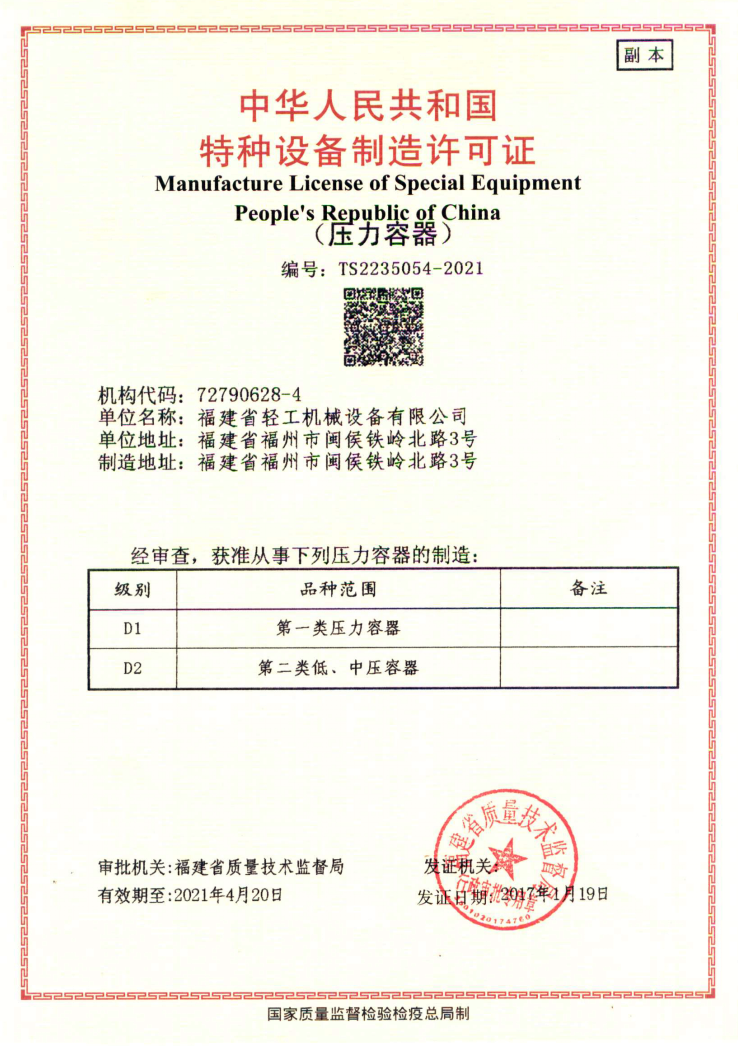 副 本
中华人民共和国
特种设备制造许可证
Manufacture License of Special Equipment
People's Republic of China
（压力容器）
编号：TS2235054-2021
机构代码：72790628-4
单位名称：福建省轻工机械设备有限公司
单位地址：福建省福州市闽侯铁岭北路3号
制造地址：福建省福州市闽侯铁岭北路3号
经审查，获准从事下列压力容器的制造：
级别 品种范围 备注
D1 第一类压力容器
D2 第二类低、中压容器
福建省质量技术监督局
行政审批专用章
审批机关:福建省质量技术监督局 发证机关:
有效期至:2021年4月20日 发证日期:2017年1月19日
国家质量监督检验检疫总局制